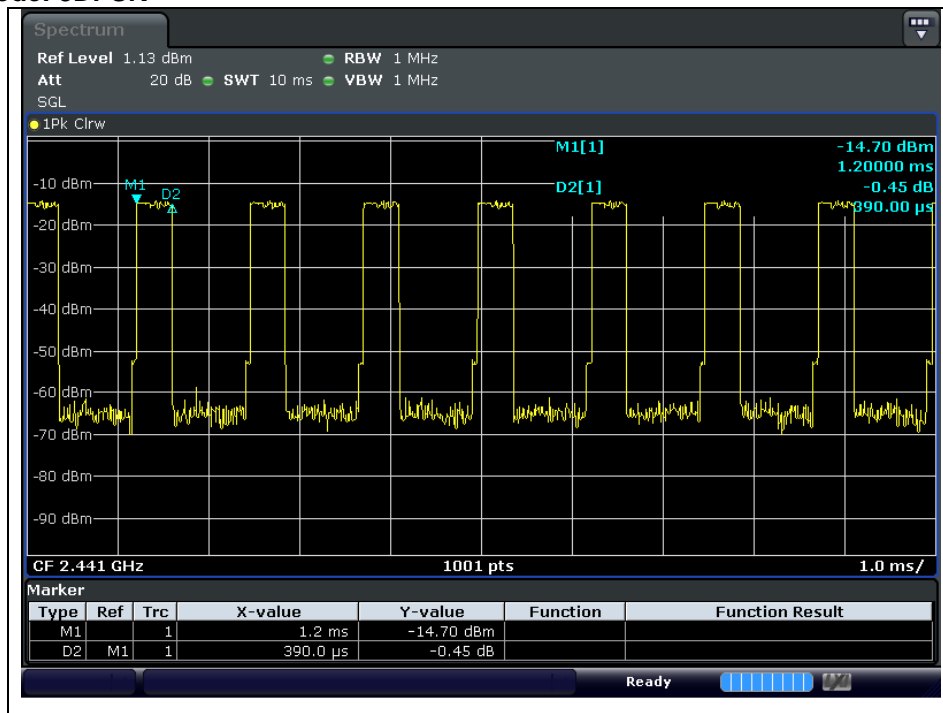 Spectrum
Ref Level 1.13 dBm RBW 1 MHz
Att 20 dB SWT 10 ms VBW 1 MHz
SGL
1Pk Clrw
M1[1] -14.70 dBm
1.20000 ms
D2[1] -0.45 dB
390.00 µs
M1
D2
-10 dBm
-20 dBm
-30 dBm
-40 dBm
-50 dBm
-60 dBm
-70 dBm
-80 dBm
-90 dBm
CF 2.441 GHz 1001 pts 1.0 ms/
Marker
Type Ref Trc X-value Y-value Function Function Result
M1 1 1.2 ms -14.70 dBm
D2 M1 1 390.0 µs -0.45 dB
Ready